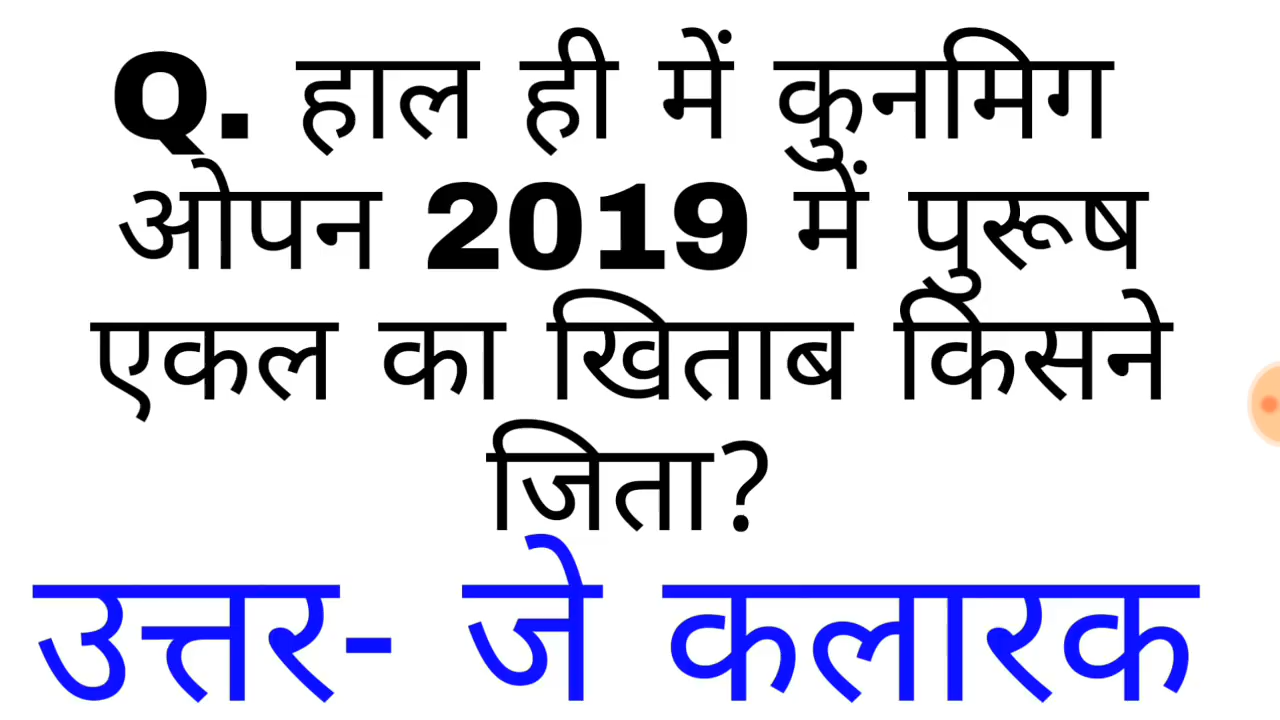 Q. हाल ही में कुनमिग
ओपन 2019 में पुरूष
एकल का खिताब किसने
जिता?
उत्तर- जे कलारक